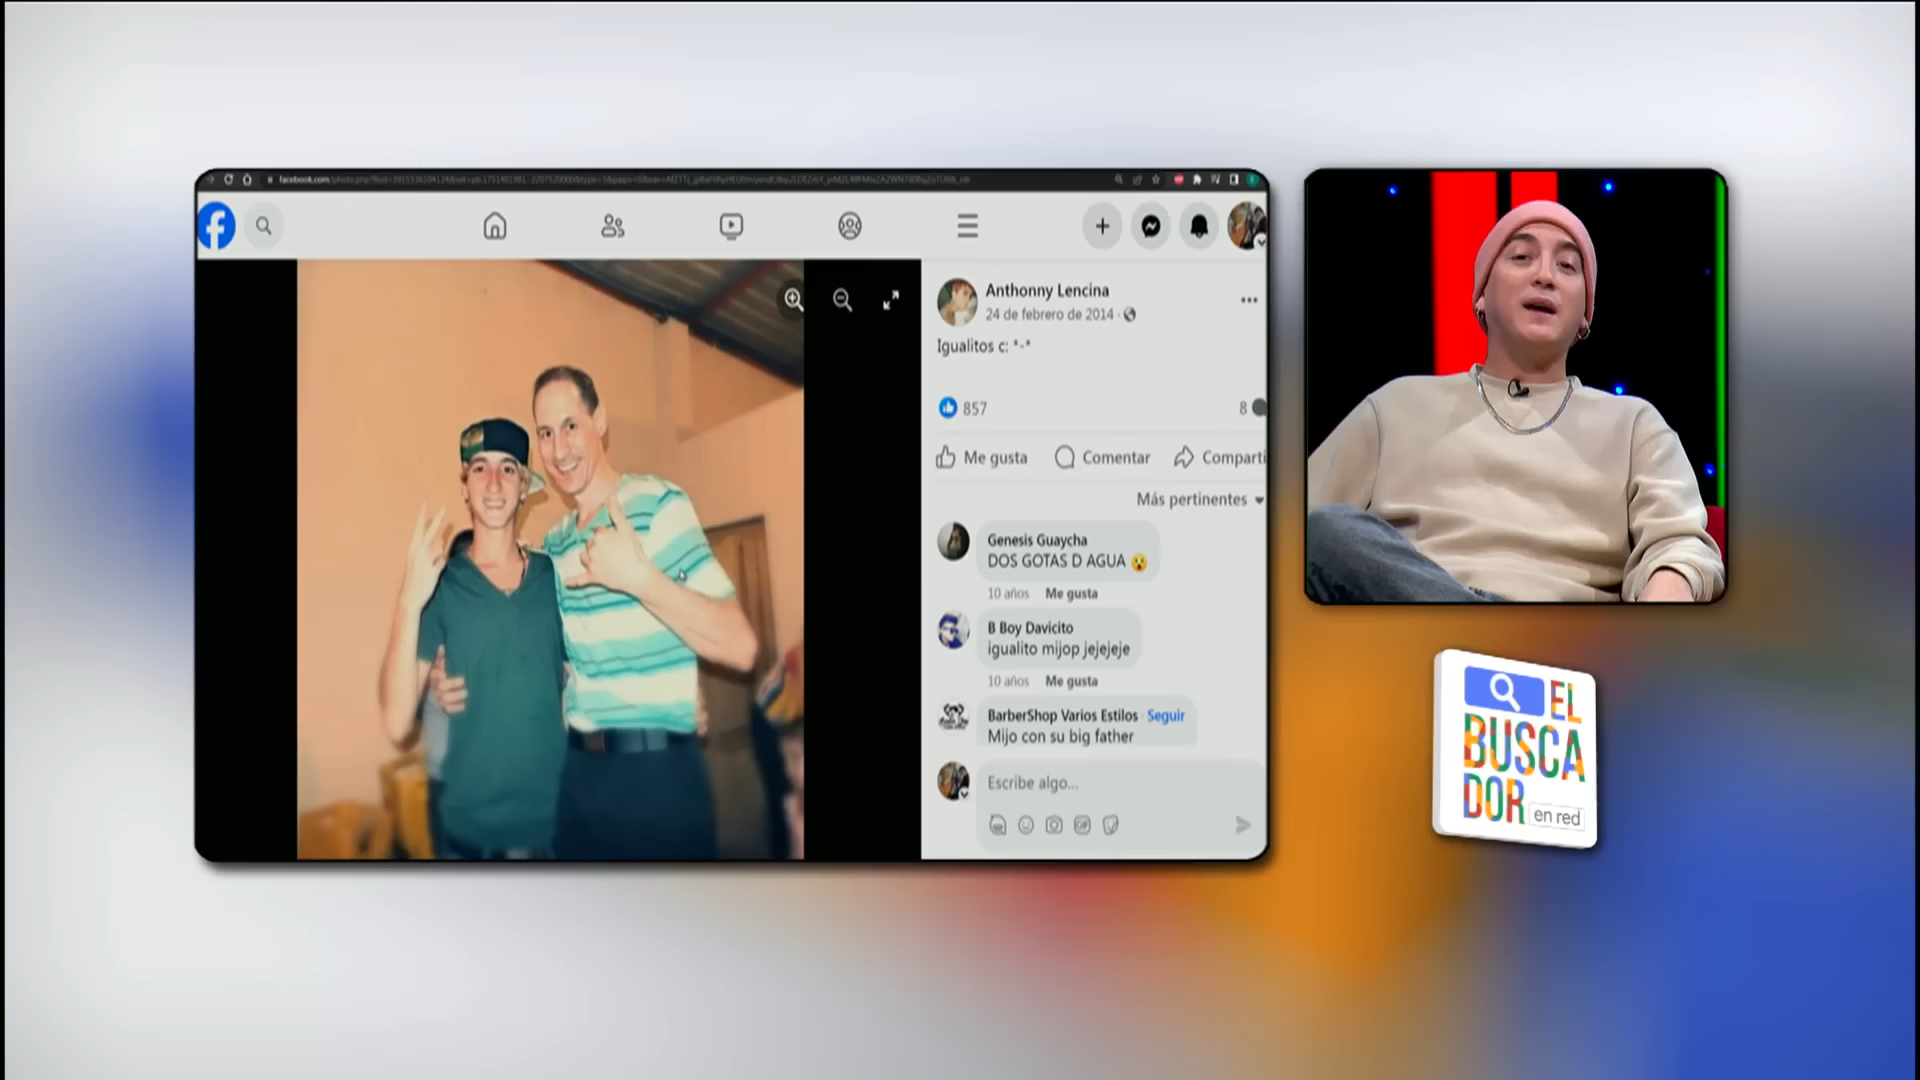 Anthonny Lencina
24 de febrero de 2014 ·
Igualitos c: *-*
857
8
Me gusta
Comentar
Comparti
Más pertinentes
Genesis Guaycha
DOS GOTAS D AGUA 😮
10 años Me gusta
B Boy Davicito
igualito mijop jejejeje
10 años Me gusta
BarberShop Varios Estilos · Seguir
Mijo con su big father
Escribe algo...
GIF
EL
BUSCA
DOR
en red